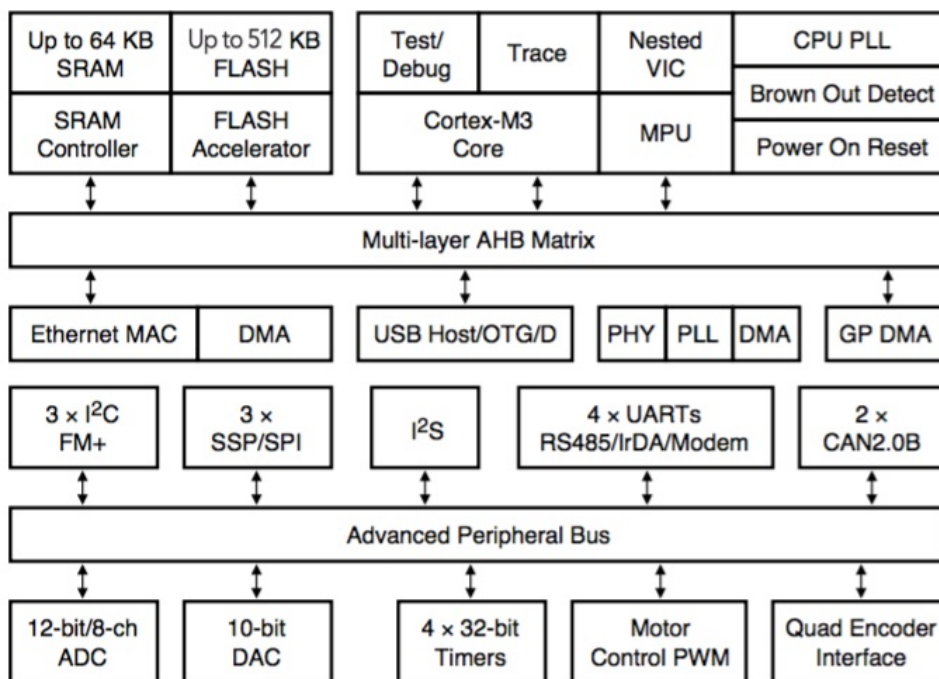 Up to 64 KB
SRAM
Up to 512 KB
FLASH
Test/
Debug
Trace
Nested
VIC
CPU PLL
Brown Out Detect
SRAM
Controller
FLASH
Accelerator
Cortex-M3
Core
MPU
Power On Reset
Multi-layer AHB Matrix
Ethernet MAC
DMA
USB Host/OTG/D
PHY
PLL
DMA
GP DMA
3 × I²C
FM+
3 ×
SSP/SPI
I²S
4 × UARTs
RS485/IrDA/Modem
2 ×
CAN2.0B
Advanced Peripheral Bus
12-bit/8-ch
ADC
10-bit
DAC
4 × 32-bit
Timers
Motor
Control PWM
Quad Encoder
Interface